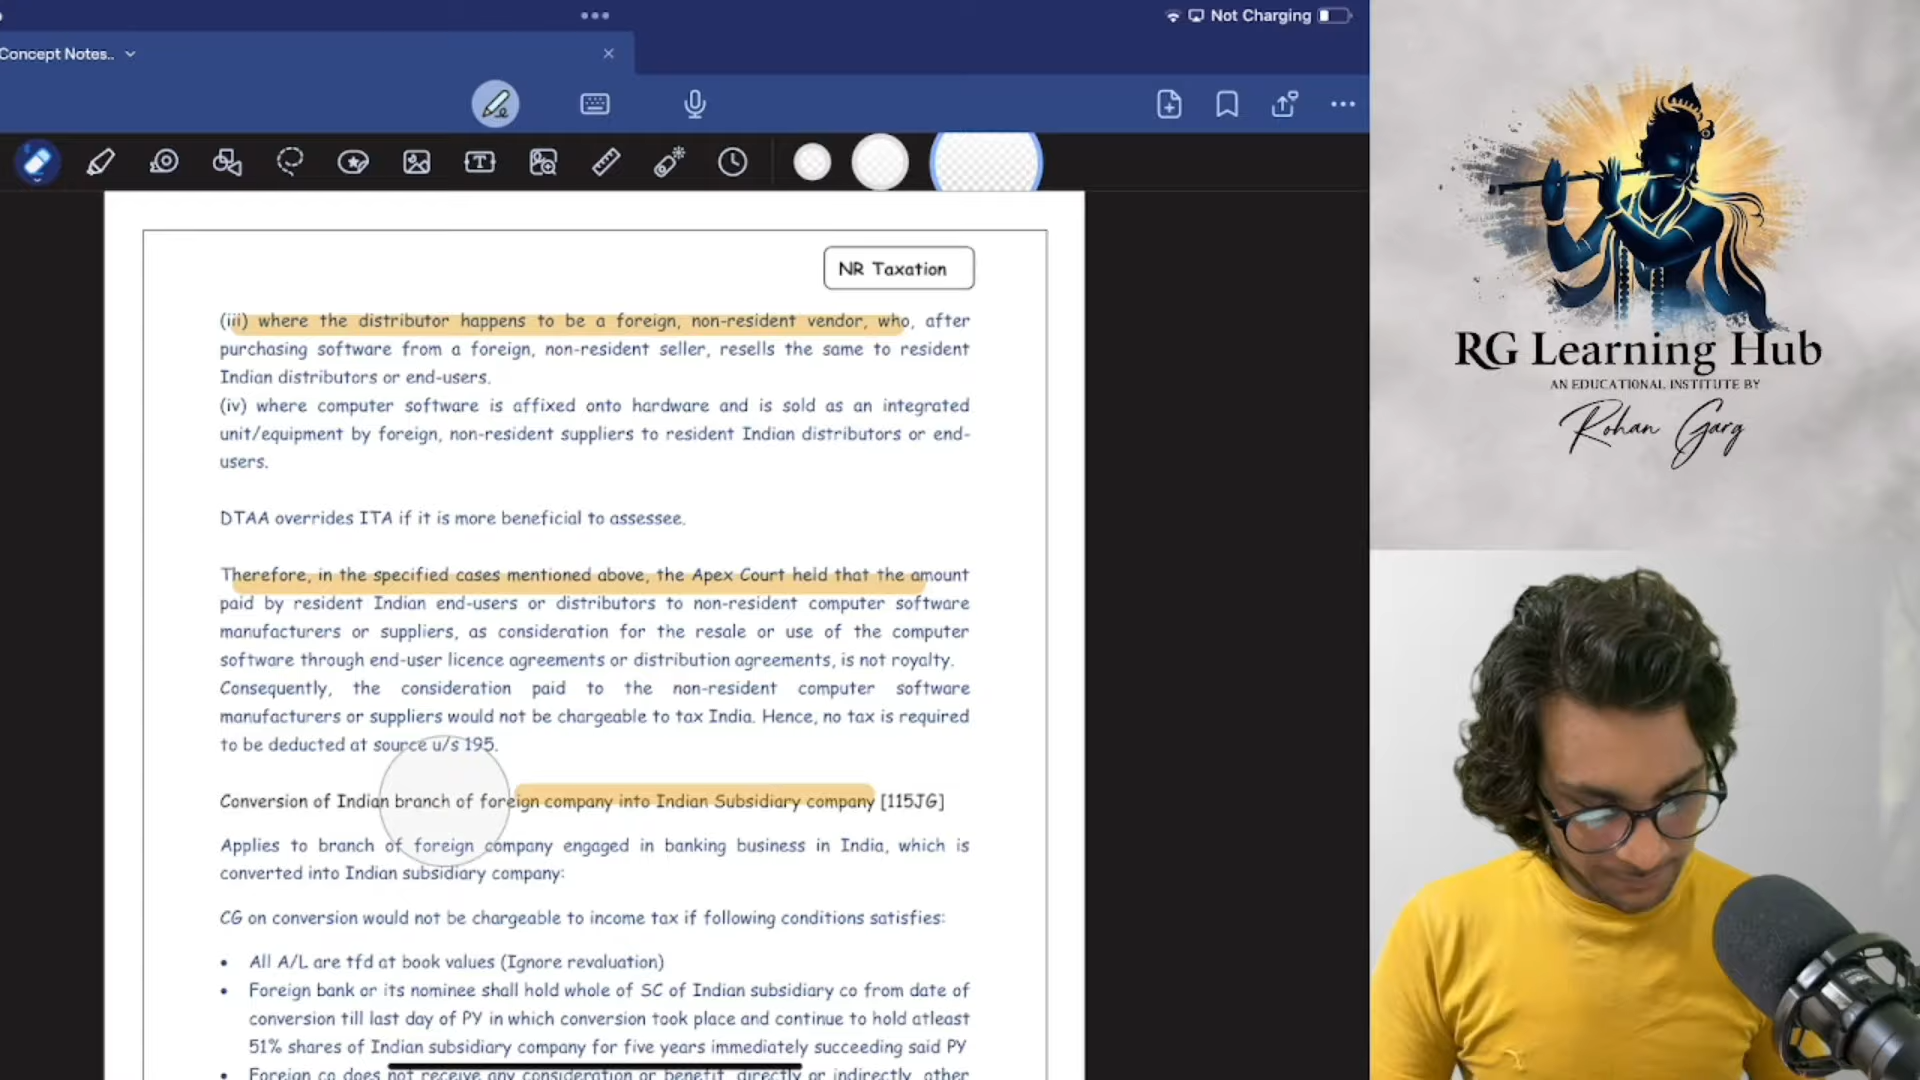 Not Charging
Concept Notes..
NR Taxation
(iii) where the distributor happens to be a foreign, non-resident vendor, who, after
purchasing software from a foreign, non-resident seller, resells the same to resident
Indian distributors or end-users.
(iv) where computer software is affixed onto hardware and is sold as an integrated
unit/equipment by foreign, non-resident suppliers to resident Indian distributors or end-
users.
DTAA overrides ITA if it is more beneficial to assessee.
Therefore, in the specified cases mentioned above, the Apex Court held that the amount
paid by resident Indian end-users or distributors to non-resident computer software
manufacturers or suppliers, as consideration for the resale or use of the computer
software through end-user licence agreements or distribution agreements, is not royalty.
Consequently, the consideration paid to the non-resident computer software
manufacturers or suppliers would not be chargeable to tax India. Hence, no tax is required
to be deducted at source u/s 195.
Conversion of Indian branch of foreign company into Indian Subsidiary company [115JG]
Applies to branch of foreign company engaged in banking business in India, which is
converted into Indian subsidiary company:
CG on conversion would not be chargeable to income tax if following conditions satisfies:
• All A/L are tfd at book values (Ignore revaluation)
• Foreign bank or its nominee shall hold whole of SC of Indian subsidiary co from date of
conversion till last day of PY in which conversion took place and continue to hold atleast
51% shares of Indian subsidiary company for five years immediately succeeding said PY
• Foreign co does not receive any consideration or benefit, directly or indirectly, other
RG Learning Hub
AN EDUCATIONAL INSTITUTE BY
Rohan Garg